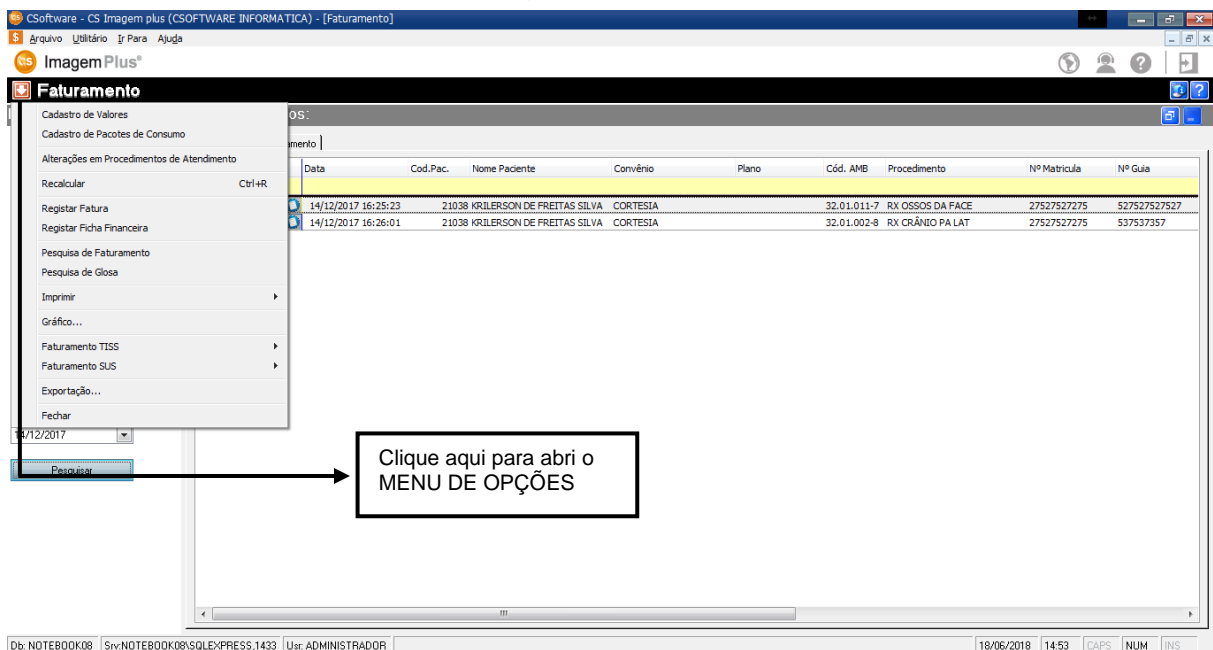 CSoftware - CS Imagem plus (CSOFTWARE INFORMATICA) - [Faturamento]
$ Arquivo Utilitário Ir Para Ajuda
CS ImagemPlus®
Faturamento
os:
amento
Cadastro de Valores
Cadastro de Pacotes de Consumo
Alterações em Procedimentos de Atendimento
Recalcular Ctrl+R
Registar Fatura
Registar Ficha Financeira
Pesquisa de Faturamento
Pesquisa de Glosa
Imprimir
Gráfico...
Faturamento TISS
Faturamento SUS
Exportação...
Fechar
Data Cod.Pac. Nome Paciente Convênio Plano Cód. AMB Procedimento Nº Matricula Nº Guia
14/12/2017 16:25:23 21038 KRILERSON DE FREITAS SILVA CORTESIA 32.01.011-7 RX OSSOS DA FACE 27527527275 527527527527
14/12/2017 16:26:01 21038 KRILERSON DE FREITAS SILVA CORTESIA 32.01.002-8 RX CRÂNIO PA LAT 27527527275 537537357
14/12/2017
Pesquisar
Clique aqui para abri o
MENU DE OPÇÕES
Db: NOTEBOOK08 Srv:NOTEBOOK08\SQLEXPRESS,1433 Usr: ADMINISTRADOR 18/06/2018 14:53 CAPS NUM INS